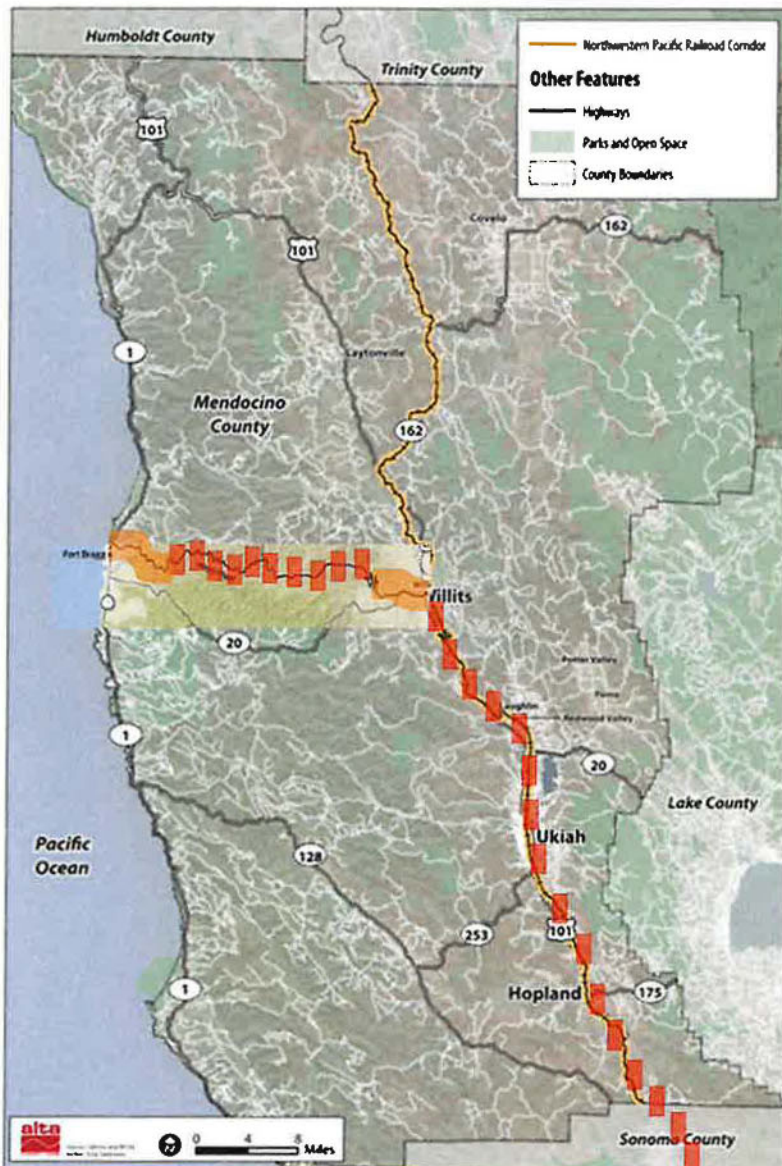 Humboldt County
Trinity County
Northwestern Pacific Railroad Corridor
Other Features
Highways
Parks and Open Space
County Boundaries
101
Covelo
162
101
1
Laytonville
Mendocino
County
162
Fort Bragg
Willits
20
Potter Valley
Pomo
aughlin
Redwood Valley
1
20
Lake County
Ukiah
Pacific
Ocean
128
253
101
Hopland
175
1
alta
0 4 8
Miles
Sonoma County